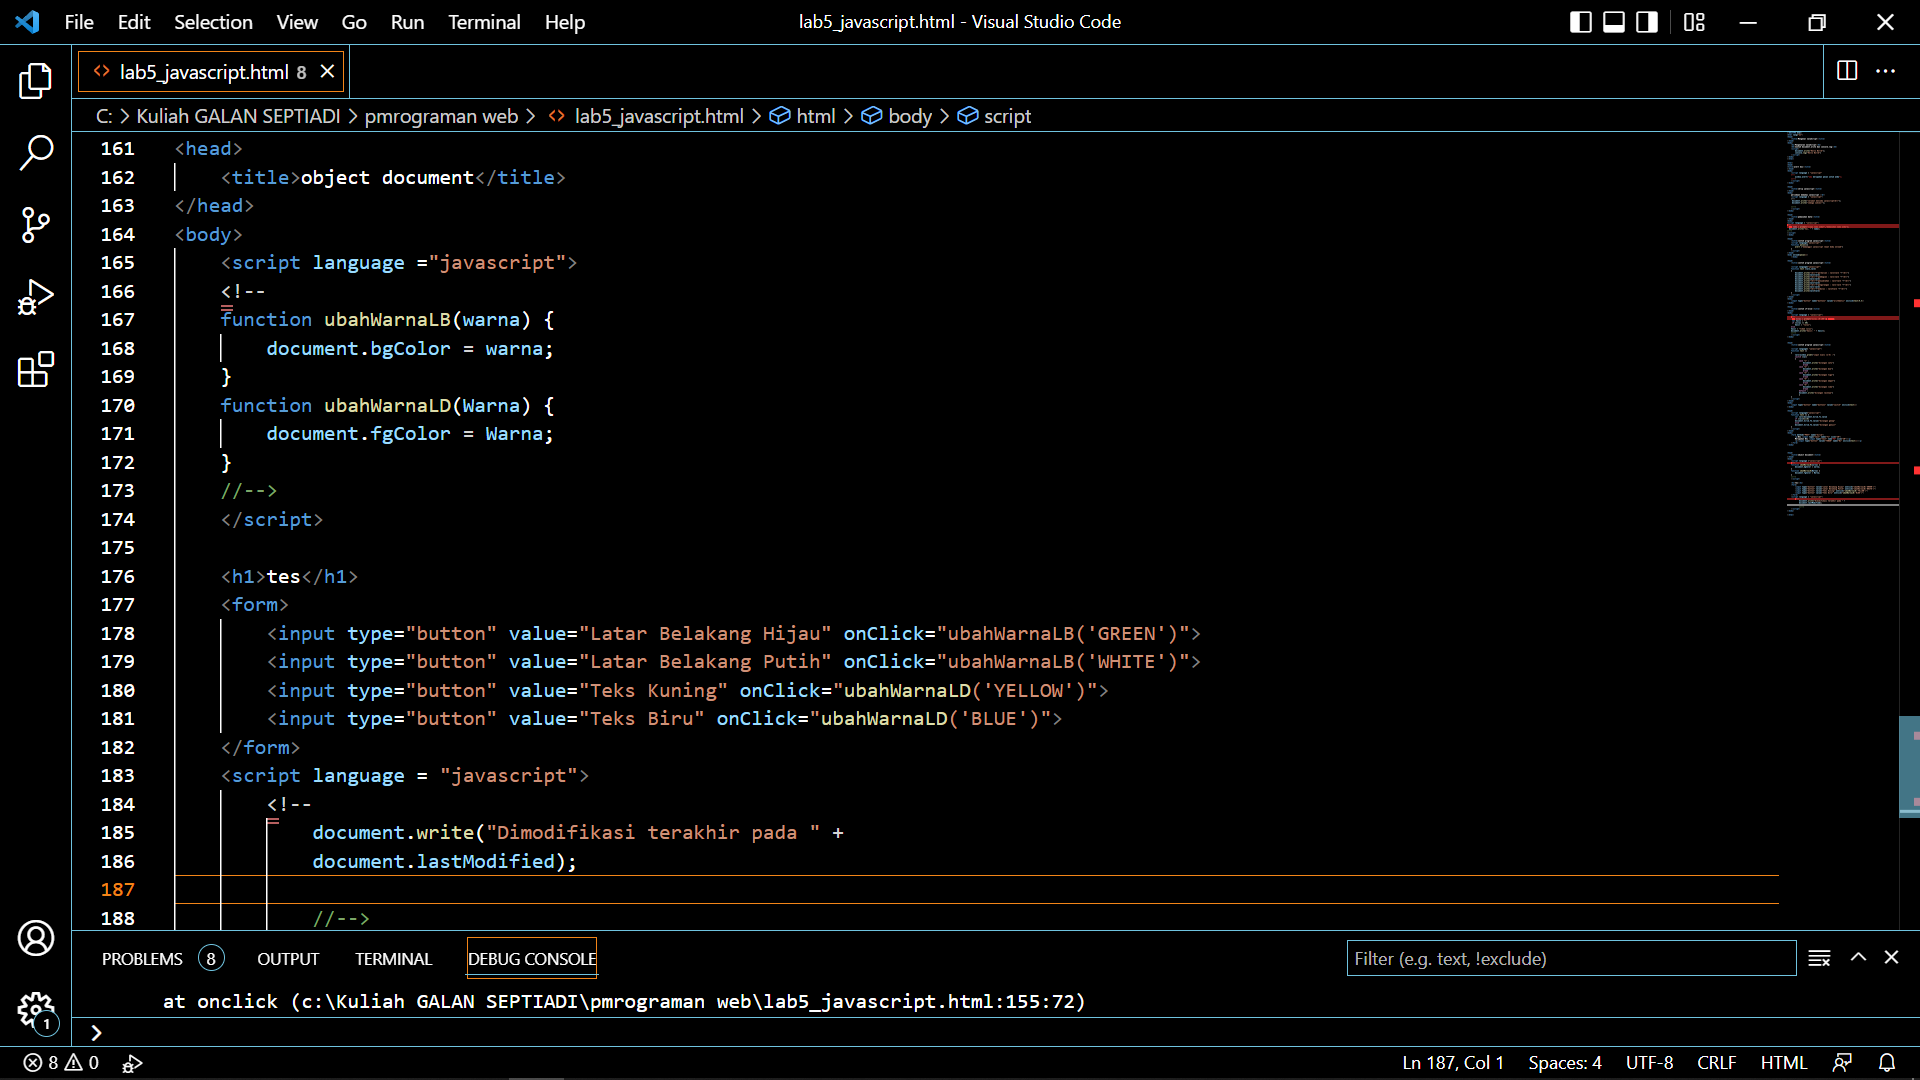 File Edit Selection View Go Run Terminal Help lab5_javascript.html - Visual Studio Code
lab5_javascript.html 8
C: > Kuliah GALAN SEPTIADI > pmrograman web > lab5_javascript.html > html > body > script
161 <head>
162 <title>object document</title>
163 </head>
164 <body>
165 <script language ="javascript">
166 <!--
167 function ubahWarnaLB(warna) {
168 document.bgColor = warna;
169 }
170 function ubahWarnaLD(Warna) {
171 document.fgColor = Warna;
172 }
173 //-->
174 </script>
175
176 <h1>tes</h1>
177 <form>
178 <input type="button" value="Latar Belakang Hijau" onClick="ubahWarnaLB('GREEN')">
179 <input type="button" value="Latar Belakang Putih" onClick="ubahWarnaLB('WHITE')">
180 <input type="button" value="Teks Kuning" onClick="ubahWarnaLD('YELLOW')">
181 <input type="button" value="Teks Biru" onClick="ubahWarnaLD('BLUE')">
182 </form>
183 <script language = "javascript">
184 <!--
185 document.write("Dimodifikasi terakhir pada " +
186 document.lastModified);
187
188 //-->
PROBLEMS 8 OUTPUT TERMINAL DEBUG CONSOLE Filter (e.g. text, !exclude)
at onclick (c:\Kuliah GALAN SEPTIADI\pmrograman web\lab5_javascript.html:155:72)
>
1
8 0 Ln 187, Col 1 Spaces: 4 UTF-8 CRLF HTML